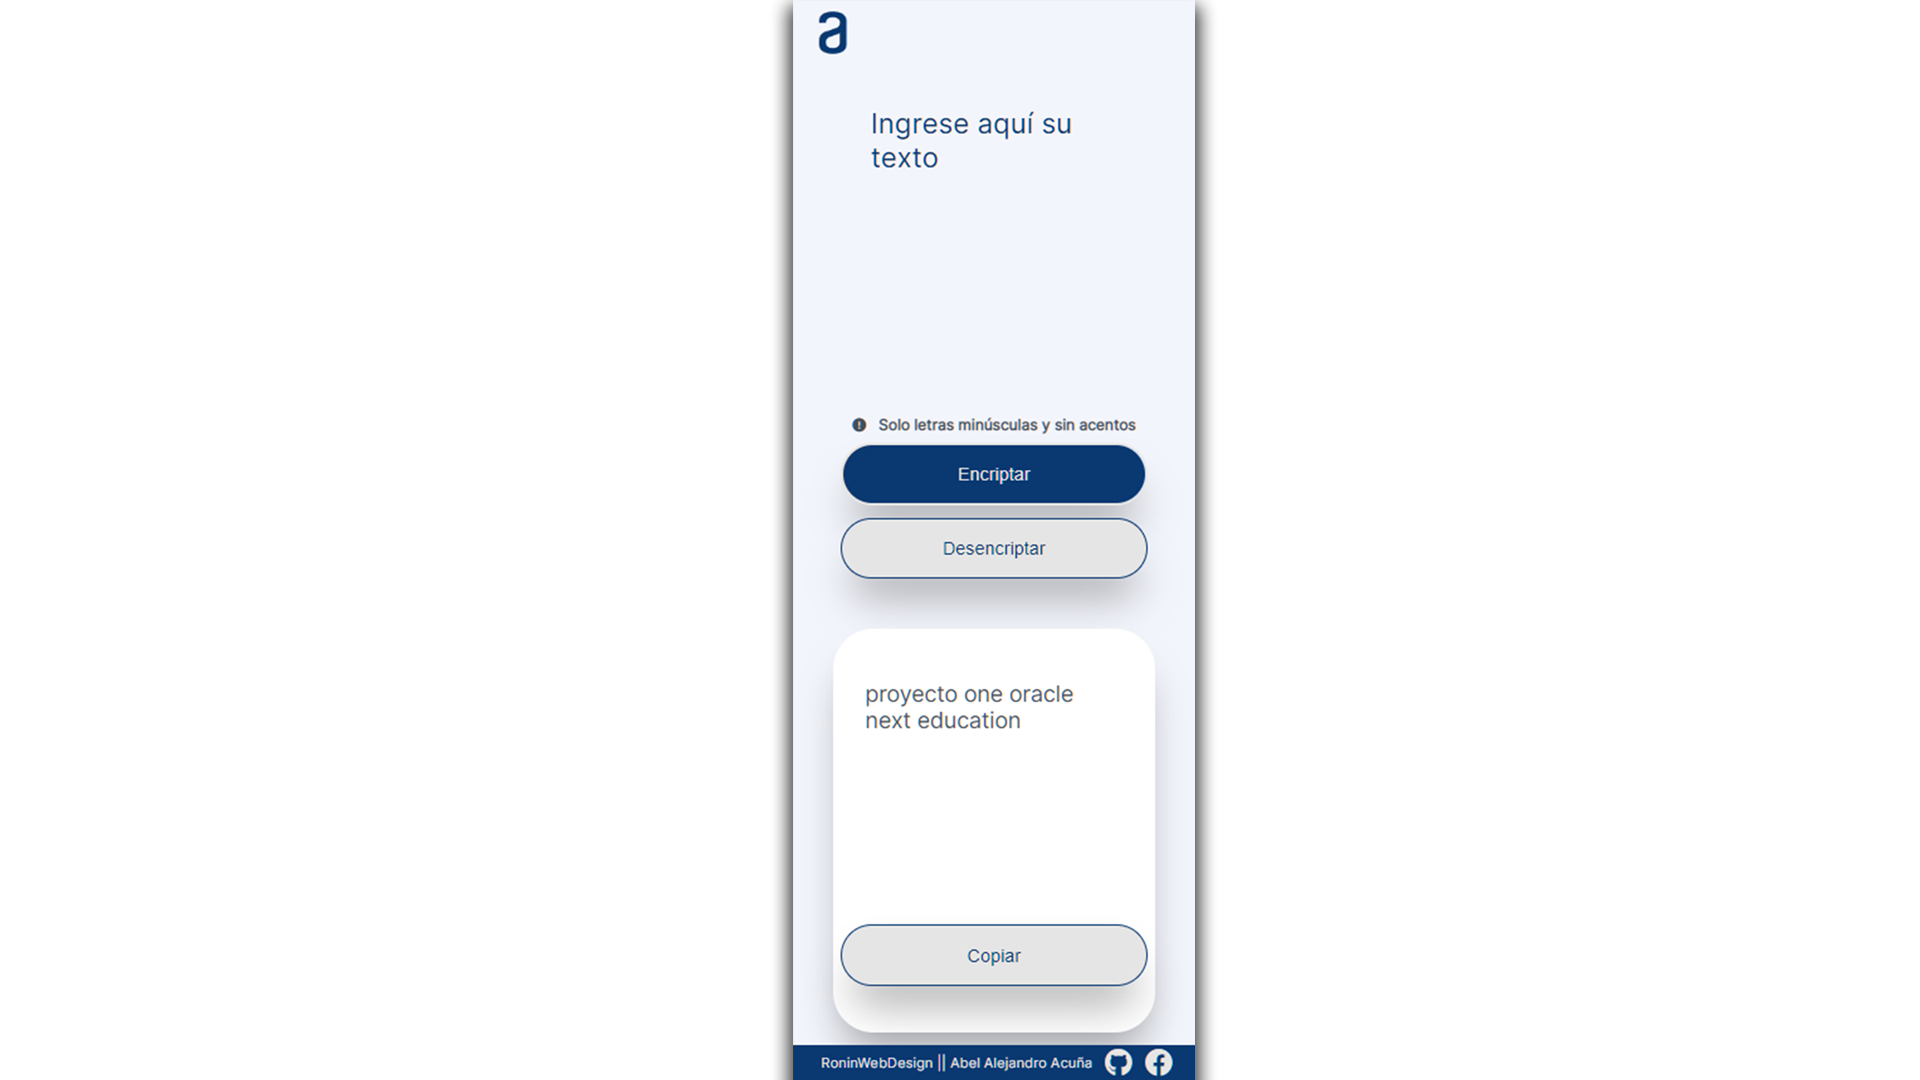 a
Ingrese aquí su
texto
Solo letras minúsculas y sin acentos
Encriptar
Desencriptar
proyecto one oracle
next education
Copiar
RoninWebDesign || Abel Alejandro Acuña